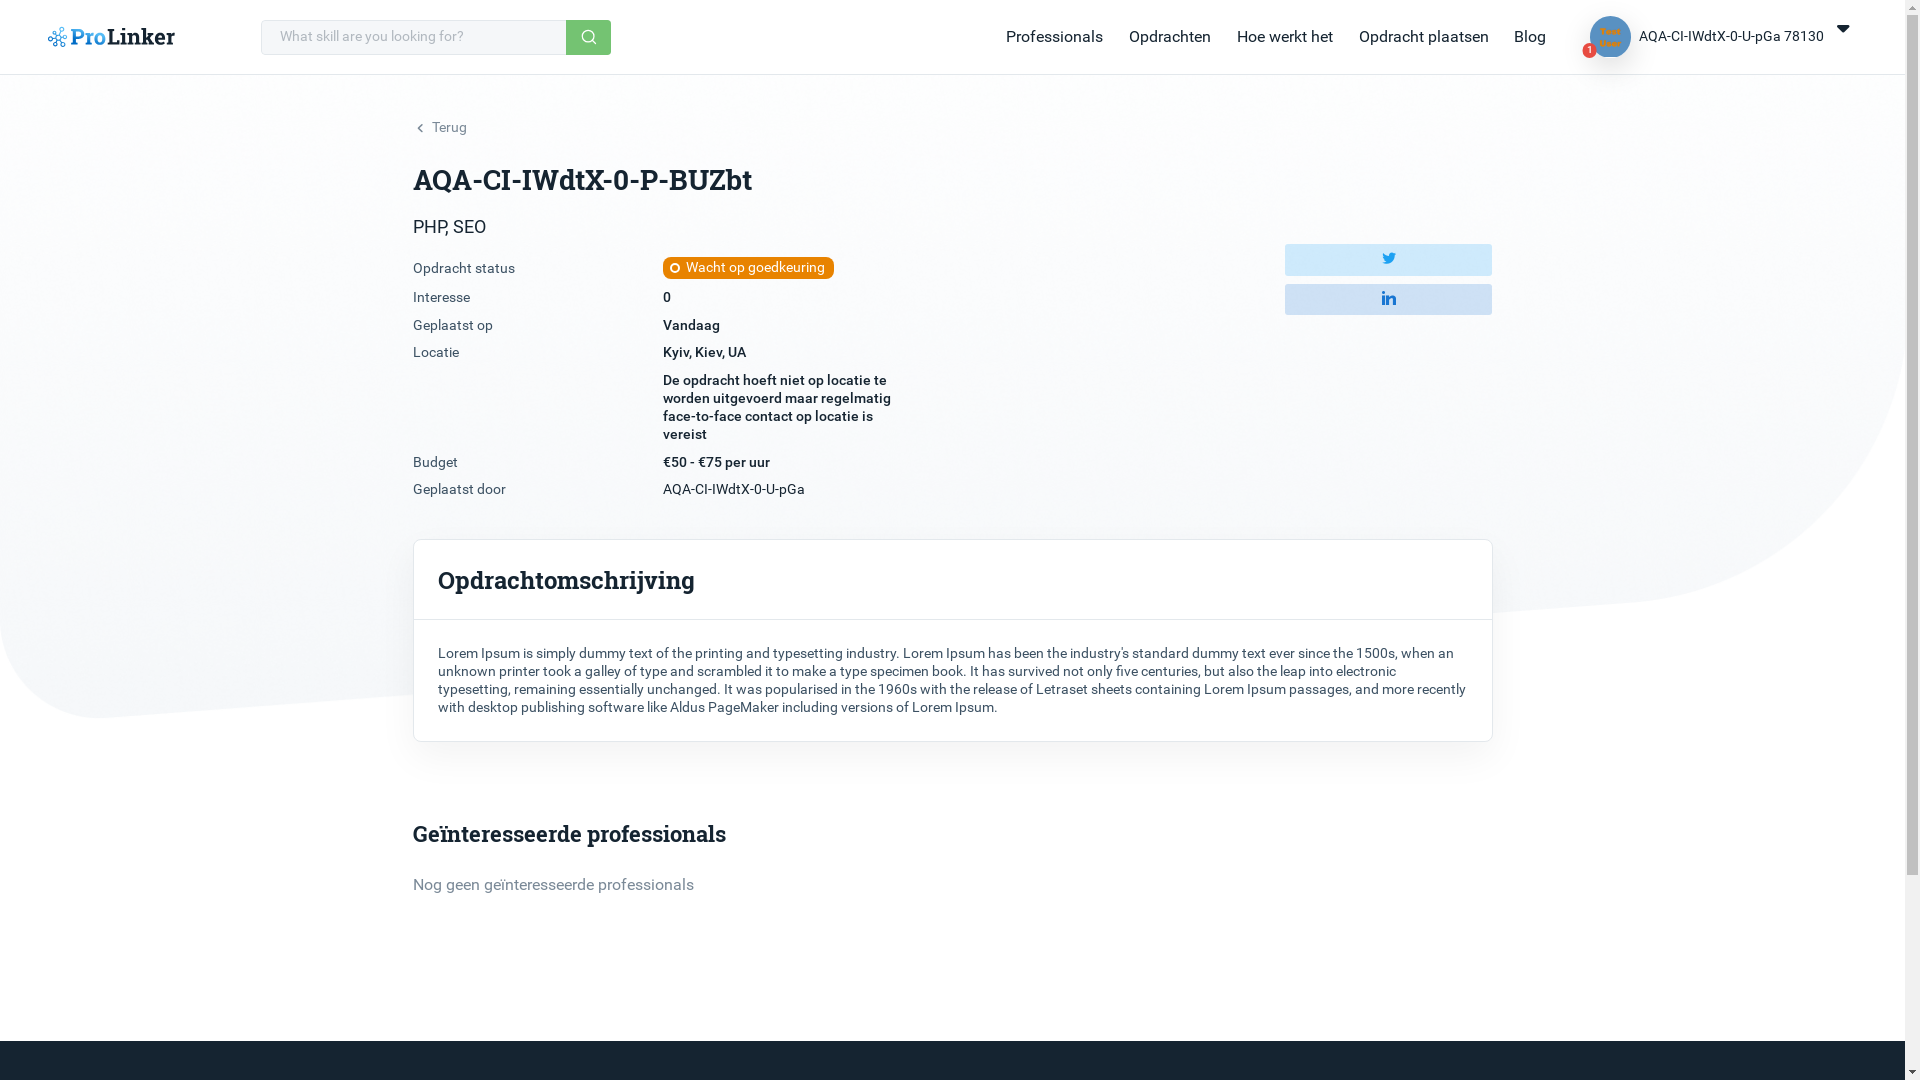 ProLinker
What skill are you looking for?
Professionals
Opdrachten
Hoe werkt het
Opdracht plaatsen
Blog
Test
User
1
AQA-CI-IWdtX-0-U-pGa 78130
Terug
AQA-CI-IWdtX-0-P-BUZbt
PHP, SEO
Opdracht status
Wacht op goedkeuring
Interesse
0
Geplaatst op
Vandaag
Locatie
Kyiv, Kiev, UA
De opdracht hoeft niet op locatie te
worden uitgevoerd maar regelmatig
face-to-face contact op locatie is
vereist
Budget
€50 - €75 per uur
Geplaatst door
AQA-CI-IWdtX-0-U-pGa
Opdrachtomschrijving
Lorem Ipsum is simply dummy text of the printing and typesetting industry. Lorem Ipsum has been the industry's standard dummy text ever since the 1500s, when an
unknown printer took a galley of type and scrambled it to make a type specimen book. It has survived not only five centuries, but also the leap into electronic
typesetting, remaining essentially unchanged. It was popularised in the 1960s with the release of Letraset sheets containing Lorem Ipsum passages, and more recently
with desktop publishing software like Aldus PageMaker including versions of Lorem Ipsum.
Geïnteresseerde professionals
Nog geen geïnteresseerde professionals